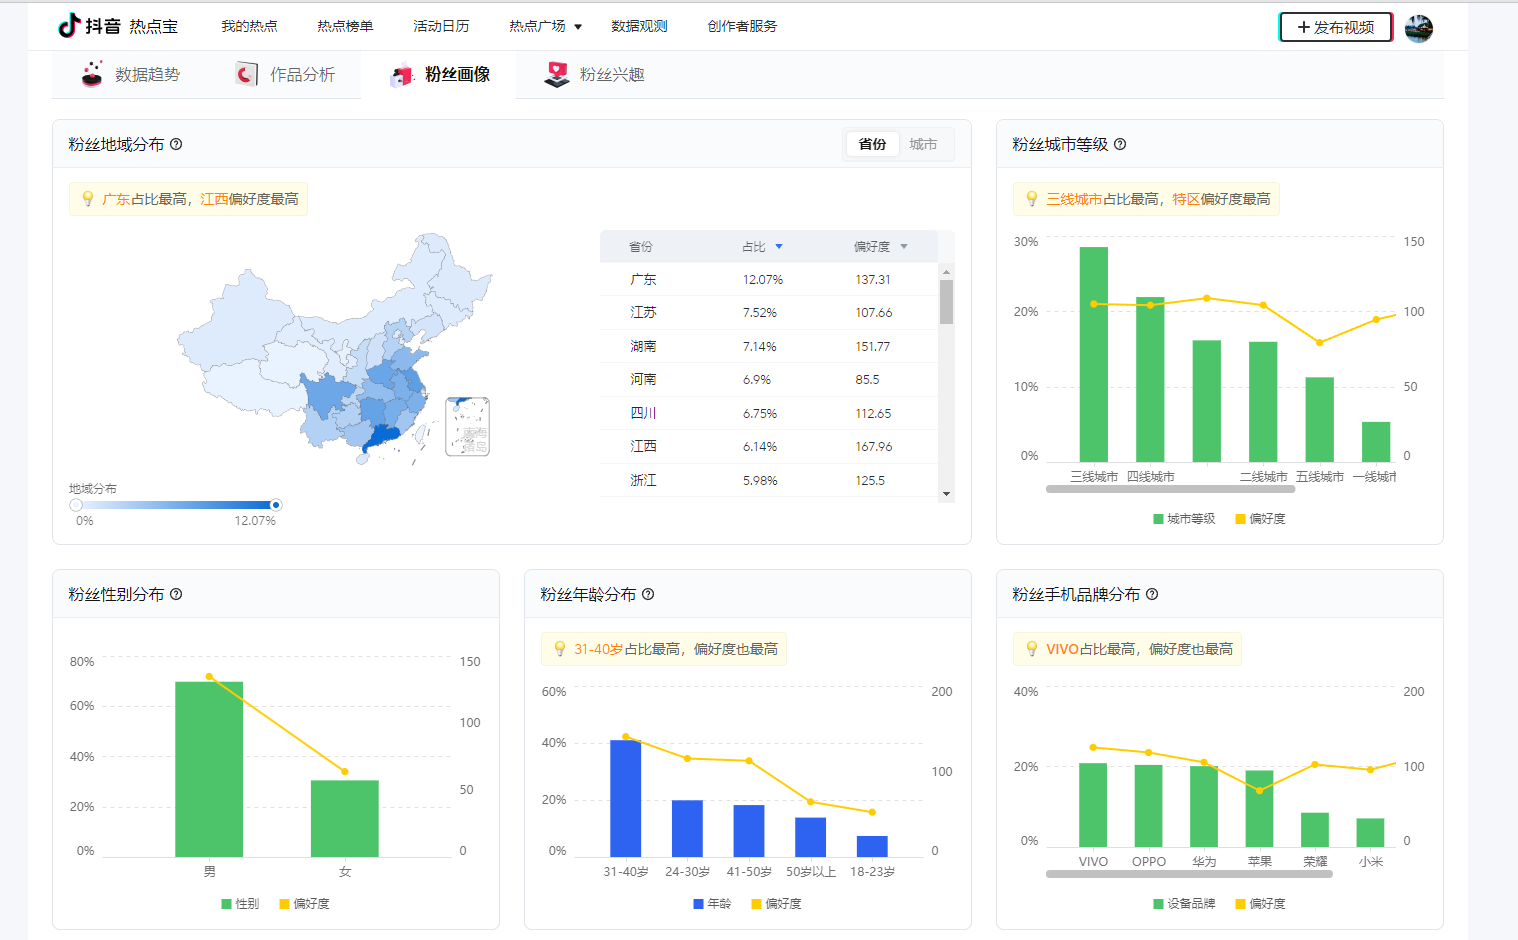 抖音 热点宝 我的热点 热点榜单 活动日历 热点广场 数据观测 创作者服务 发布视频
数据趋势 作品分析 粉丝画像 粉丝兴趣
粉丝地域分布
省份 城市
广东占比最高，江西偏好度最高
省份 占比 偏好度
广东 12.07% 137.31
江苏 7.52% 107.66
湖南 7.14% 151.77
河南 6.9% 85.5
四川 6.75% 112.65
江西 6.14% 167.96
浙江 5.98% 125.5
南海
诸岛
地域分布
0% 12.07%
粉丝城市等级
三线城市占比最高，特区偏好度最高
30% 150
20% 100
10% 50
0% 0
三线城市 四线城市 二线城市 五线城市 一线城市
城市等级 偏好度
粉丝性别分布
80% 150
60% 100
40% 50
20%
0% 0
男 女
性别 偏好度
粉丝年龄分布
31-40岁占比最高，偏好度也最高
60% 200
40% 100
20%
0% 0
31-40岁 24-30岁 41-50岁 50岁以上 18-23岁
年龄 偏好度
粉丝手机品牌分布
VIVO占比最高，偏好度也最高
40% 200
20% 100
0% 0
VIVO OPPO 华为 苹果 荣耀 小米
设备品牌 偏好度